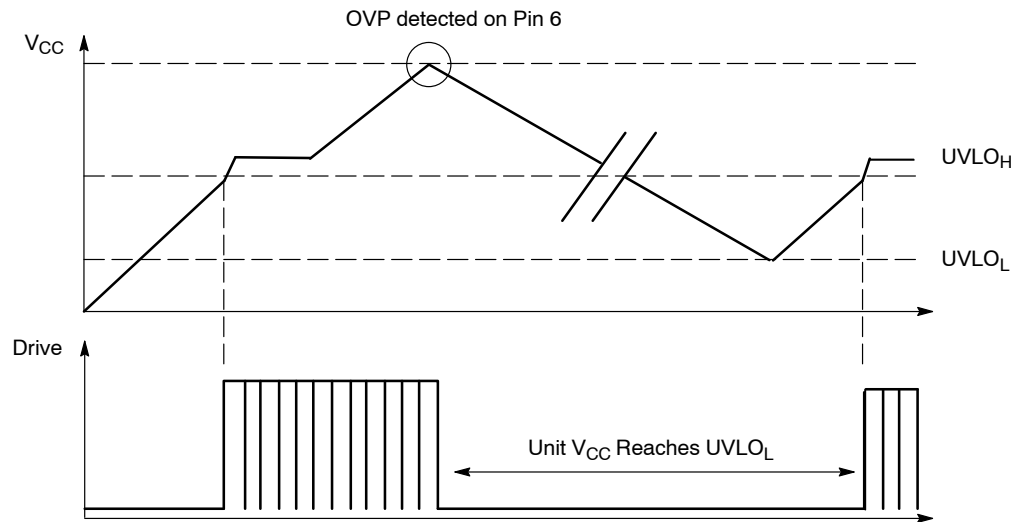 OVP detected on Pin 6
VCC
UVLOH
UVLOL
Drive
Unit VCC Reaches UVLOL